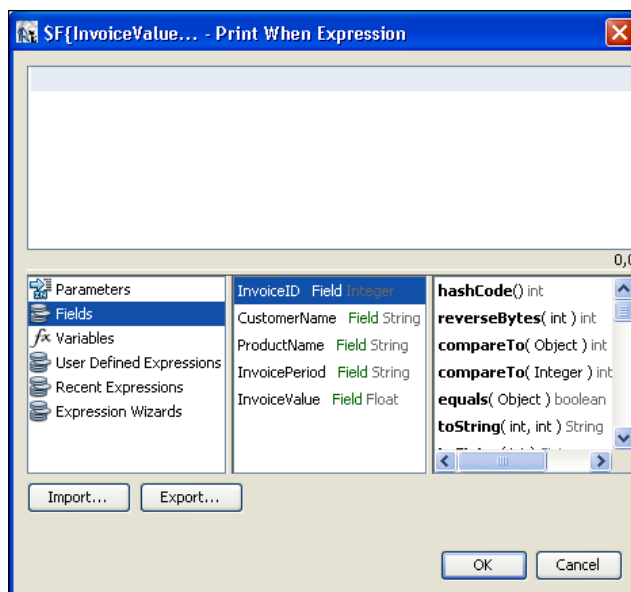 $F{InvoiceValue... - Print When Expression
Parameters
Fields
Variables
User Defined Expressions
Recent Expressions
Expression Wizards
InvoiceID Field Integer
CustomerName Field String
ProductName Field String
InvoicePeriod Field String
InvoiceValue Field Float
hashCode() int
reverseBytes( int ) int
compareTo( Object ) int
compareTo( Integer ) int
equals( Object ) boolean
toString( int, int ) String
Import...
Export...
OK
Cancel